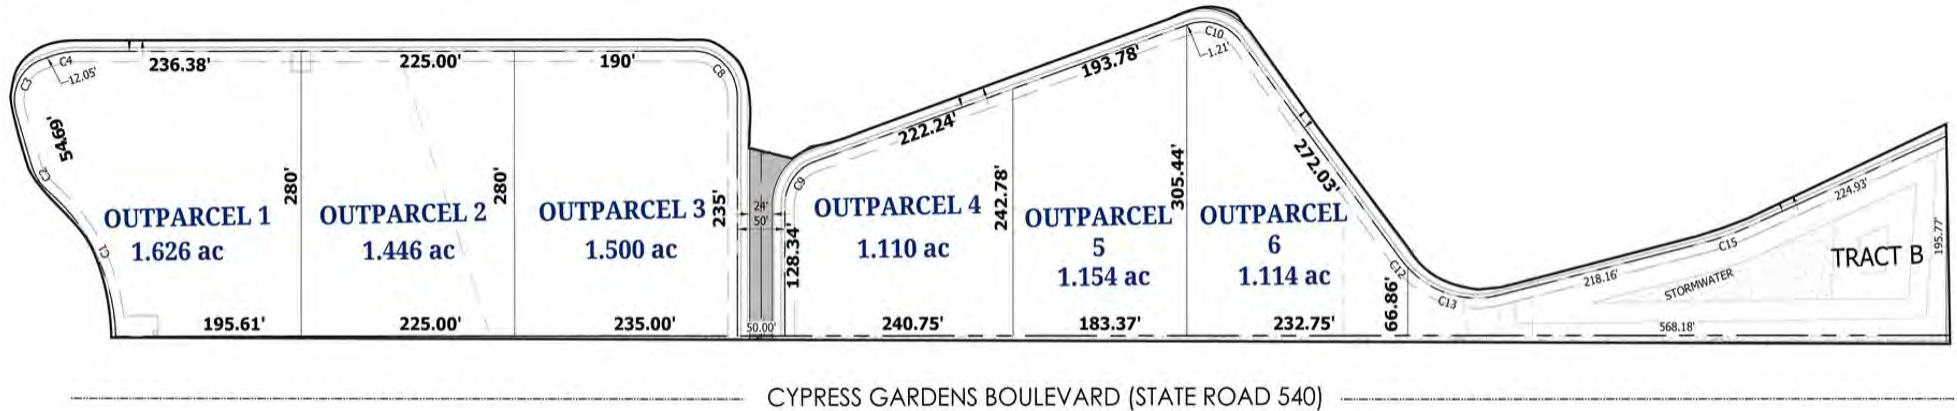 C4
12.05'
C3
54.69'
C2
C1
236.38'
280'
OUTPARCEL 1
1.626 ac
195.61'
225.00'
280'
OUTPARCEL 2
1.446 ac
225.00'
190'
C8
235'
OUTPARCEL 3
1.500 ac
235.00'
24'
50'
50.00'
C9
128.34'
222.24'
242.78'
OUTPARCEL 4
1.110 ac
240.75'
193.78'
305.44'
OUTPARCEL
5
1.154 ac
183.37'
C10
1.21'
272.03'
OUTPARCEL
6
1.114 ac
232.75'
66.86'
C12
C13
218.16'
C15
224.93'
STORMWATER
TRACT B
195.77'
568.18'
CYPRESS GARDENS BOULEVARD (STATE ROAD 540)